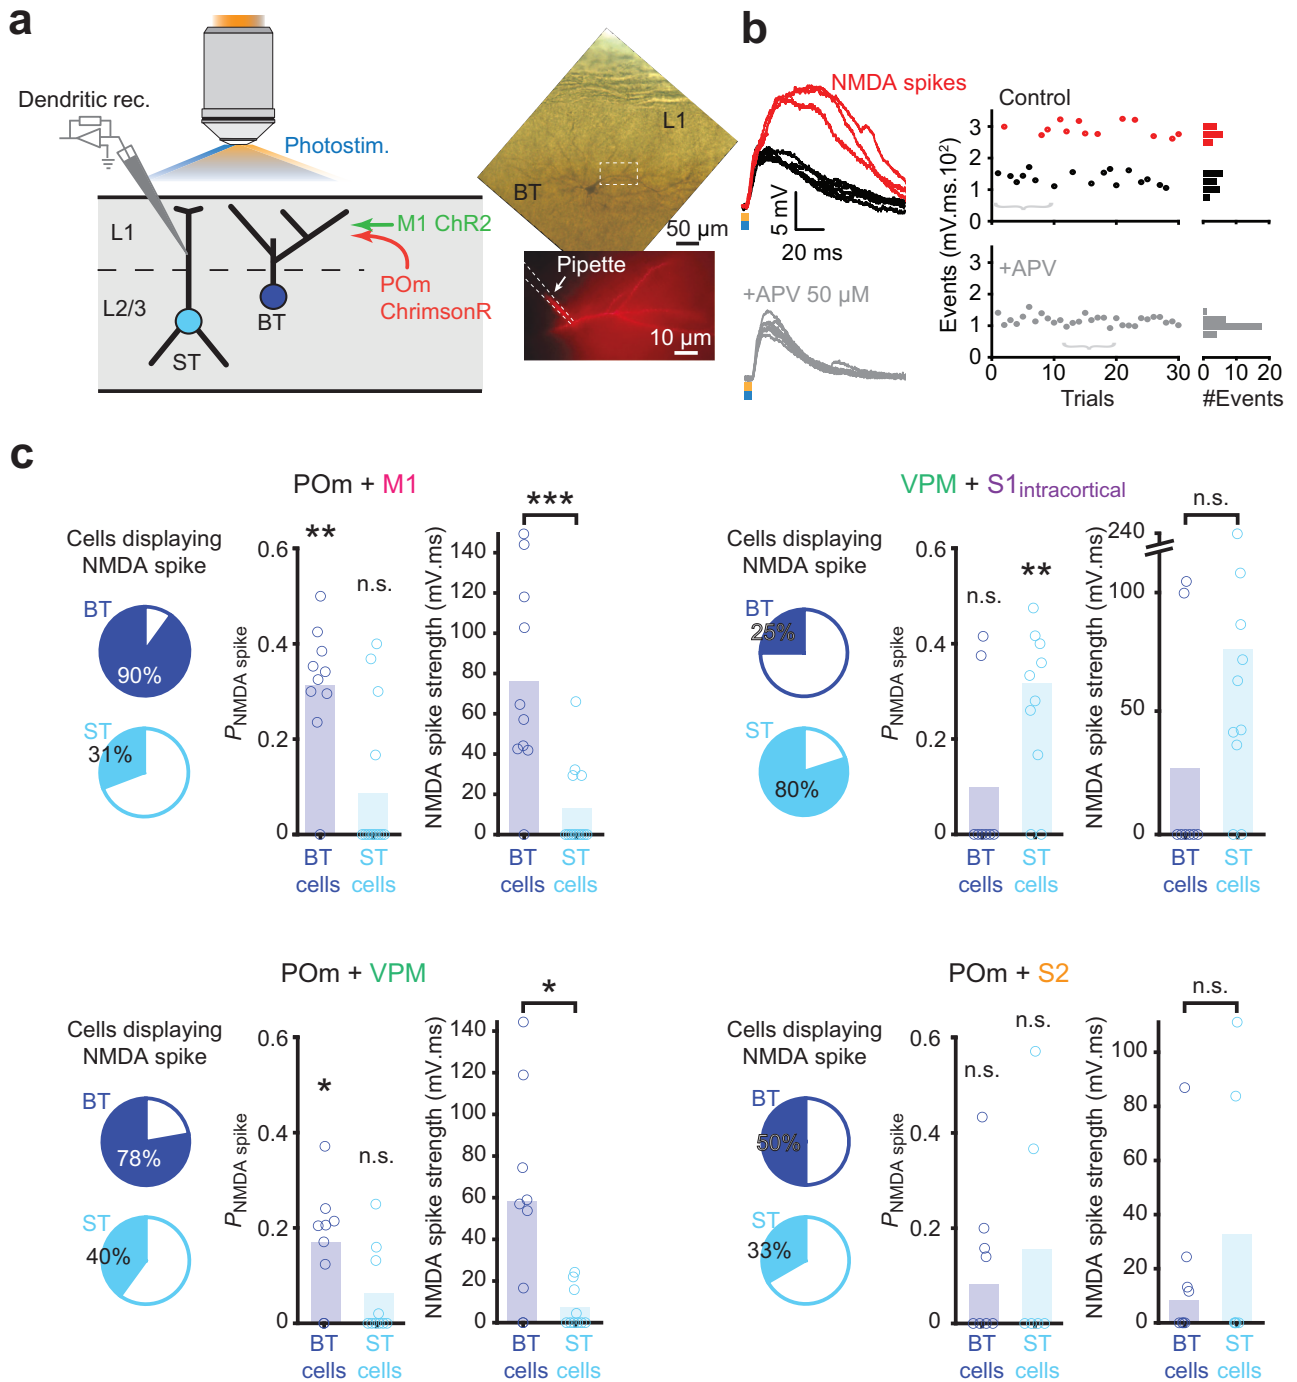 a
Dendritic rec.
Photostim.
L1
L2/3
ST
BT
M1 ChR2
POm
ChrimsonR
L1
BT
50 µm
Pipette
10 µm
b
NMDA spikes
5 mV
20 ms
+APV 50 µM
Events (mV.ms.10²)
Control
3
2
1
0
+APV
3
2
1
0
0 10 20 30
Trials
0 10 20
#Events
c
POm + M1
Cells displaying
NMDA spike
BT
90%
ST
31%
PNMDA spike
0.6
0.4
0.2
0
**
n.s.
BT
cells
ST
cells
NMDA spike strength (mV.ms)
140
120
100
80
60
40
20
0
***
BT
cells
ST
cells
VPM + S1intracortical
Cells displaying
NMDA spike
BT
25%
ST
80%
PNMDA spike
0.6
0.4
0.2
0
n.s.
**
BT
cells
ST
cells
NMDA spike strength (mV.ms)
240
100
50
0
n.s.
BT
cells
ST
cells
POm + VPM
Cells displaying
NMDA spike
BT
78%
ST
40%
PNMDA spike
0.6
0.4
0.2
0
*
n.s.
BT
cells
ST
cells
NMDA spike strength (mV.ms)
140
120
100
80
60
40
20
0
*
BT
cells
ST
cells
POm + S2
Cells displaying
NMDA spike
BT
50%
ST
33%
PNMDA spike
0.6
0.4
0.2
0
n.s.
n.s.
BT
cells
ST
cells
NMDA spike strength (mV.ms)
100
80
60
40
20
0
n.s.
BT
cells
ST
cells